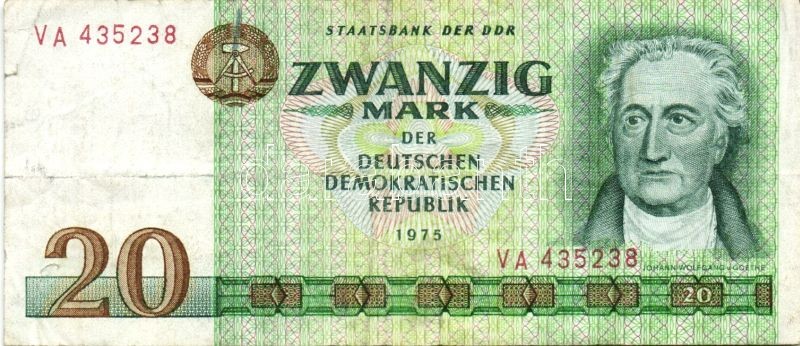 VA 435238
STAATSBANK DER DDR
ZWANZIG
MARK
DER
DEUTSCHEN
DEMOKRATISCHEN
REPUBLIK
1975
VA 435238
JOHANN WOLFGANG v. GOETHE
20
20